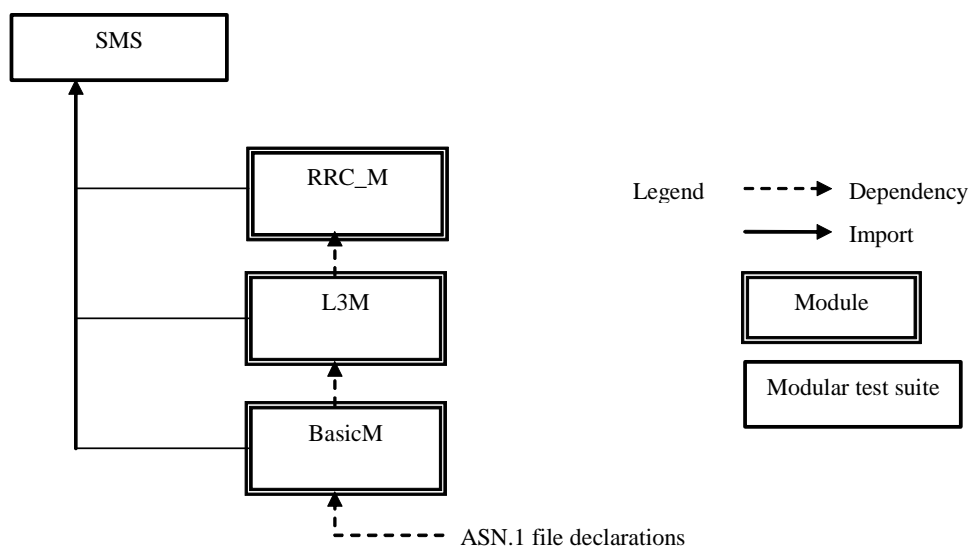 SMS
RRC_M
Legend
Dependency
Import
L3M
Module
Modular test suite
BasicM
ASN.1 file declarations